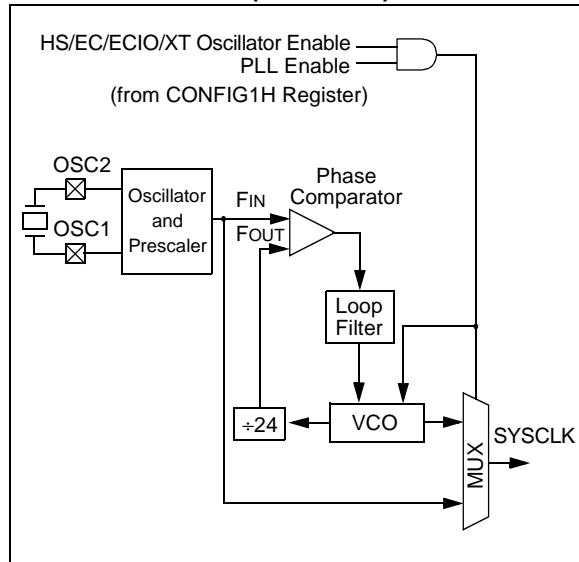 HS/EC/ECIO/XT Oscillator Enable
PLL Enable
(from CONFIG1H Register)
OSC2
OSC1
Oscillator
and
Prescaler
FIN
FOUT
Phase
Comparator
Loop
Filter
÷24
VCO
MUX
SYSCLK